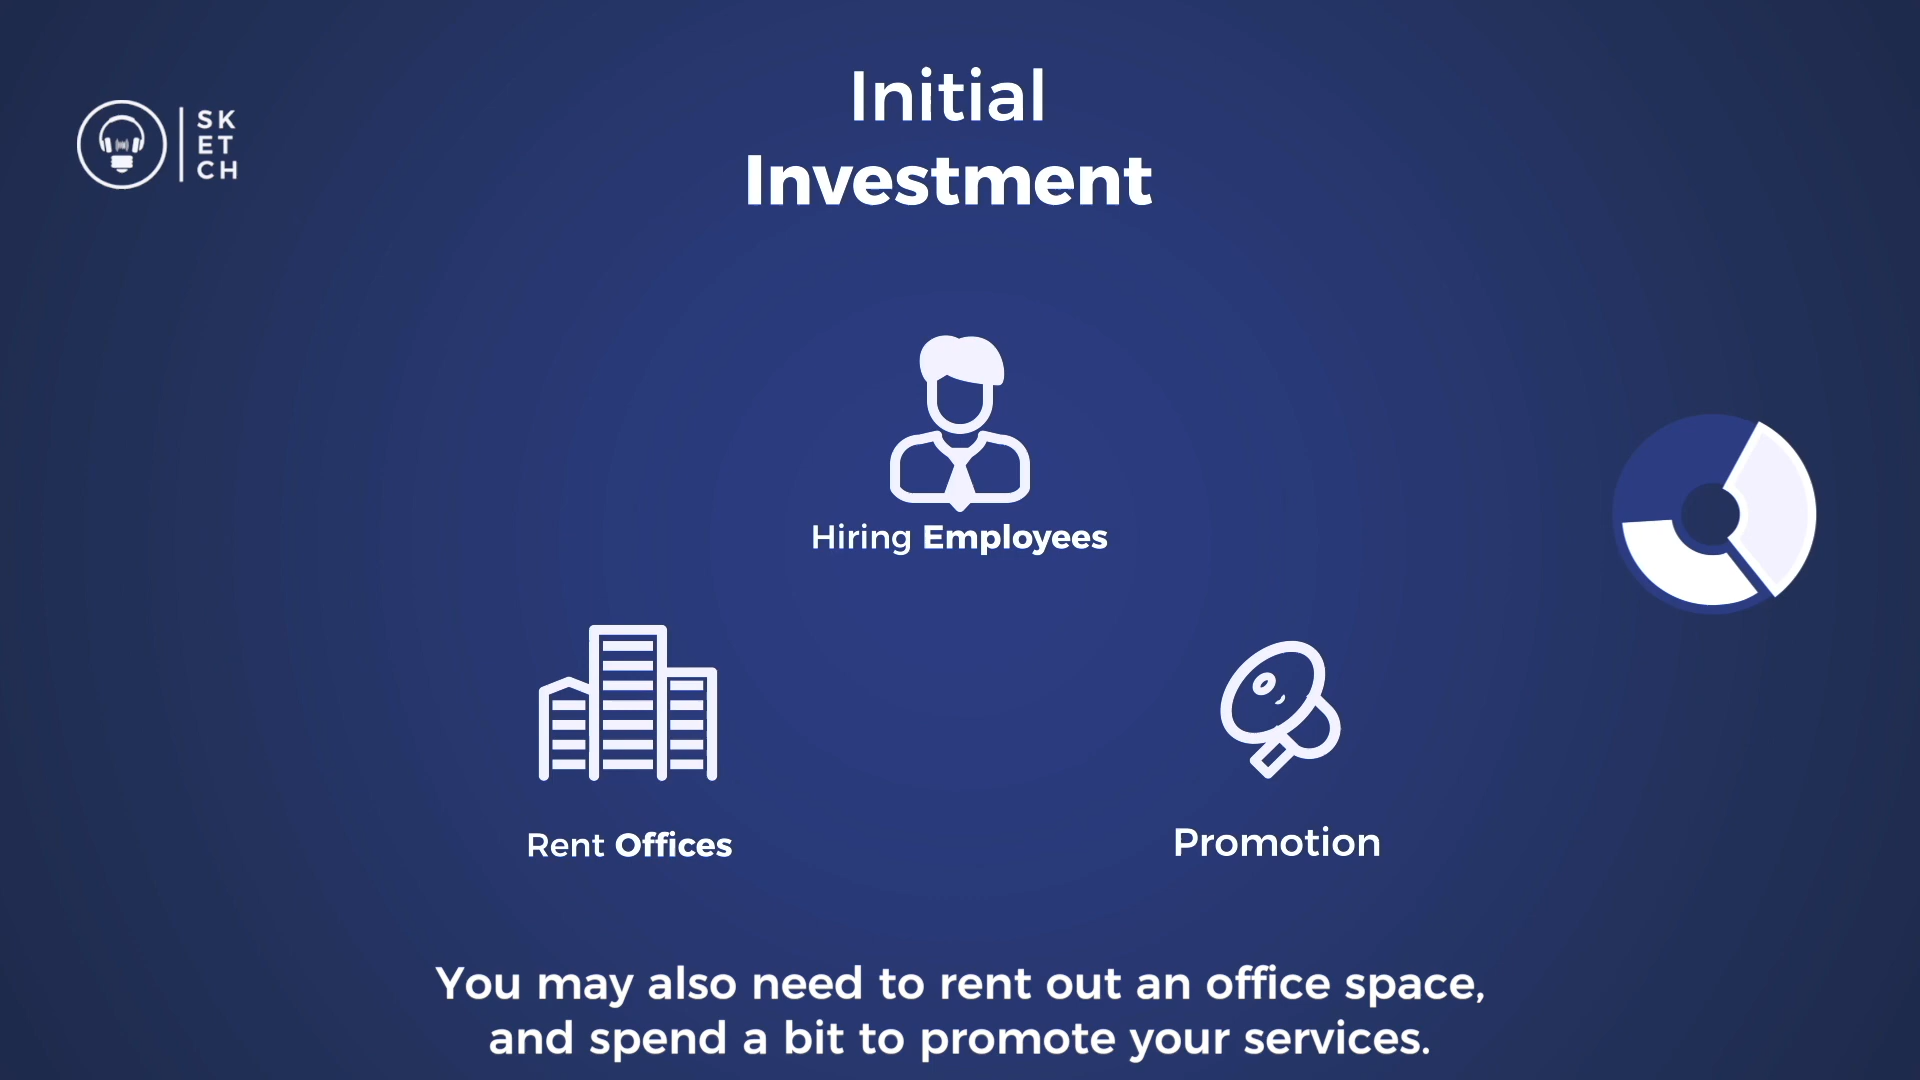 SK
ET
CH
Initial
Investment
Hiring Employees
Rent Offices
Promotion
You may also need to rent out an office space,
and spend a bit to promote your services.